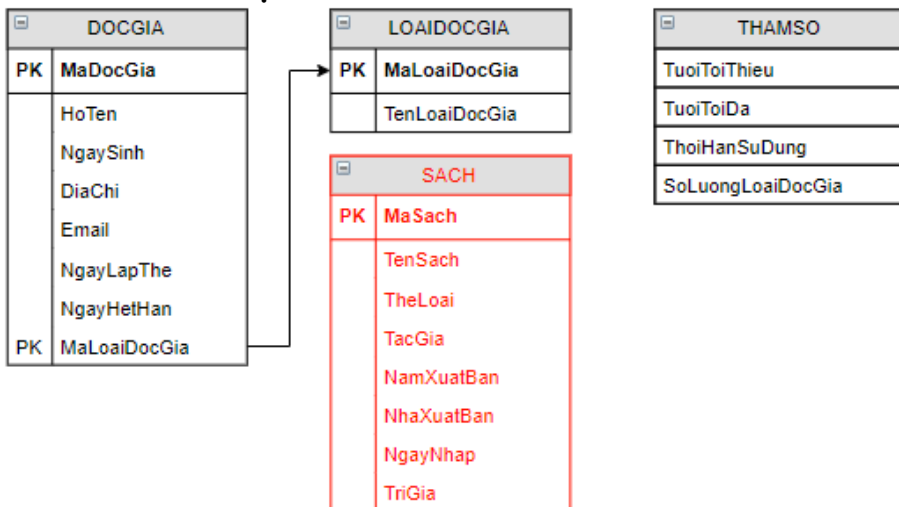 DOCGIA
PK MaDocGia
HoTen
NgaySinh
DiaChi
Email
NgayLapThe
NgayHetHan
PK MaLoaiDocGia
LOAIDOCGIA
PK MaLoaiDocGia
TenLoaiDocGia
SACH
PK MaSach
TenSach
TheLoai
TacGia
NamXuatBan
NhaXuatBan
NgayNhap
TriGia
THAMSO
TuoiToiThieu
TuoiToiDa
ThoiHanSuDung
SoLuongLoaiDocGia